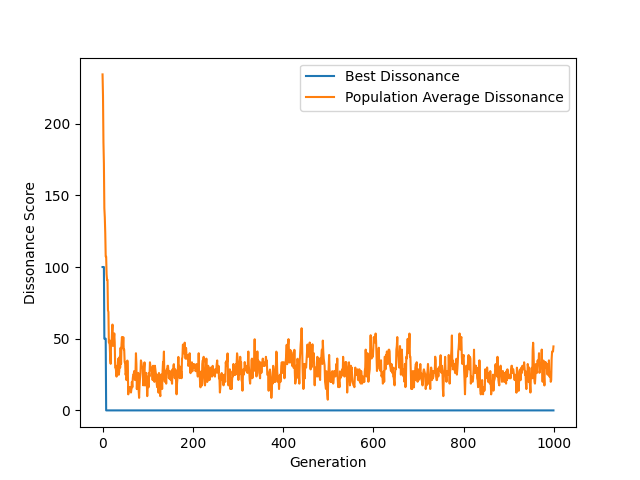 Best Dissonance
Population Average Dissonance
Dissonance Score
200
150
100
50
0
0 200 400 600 800 1000
Generation